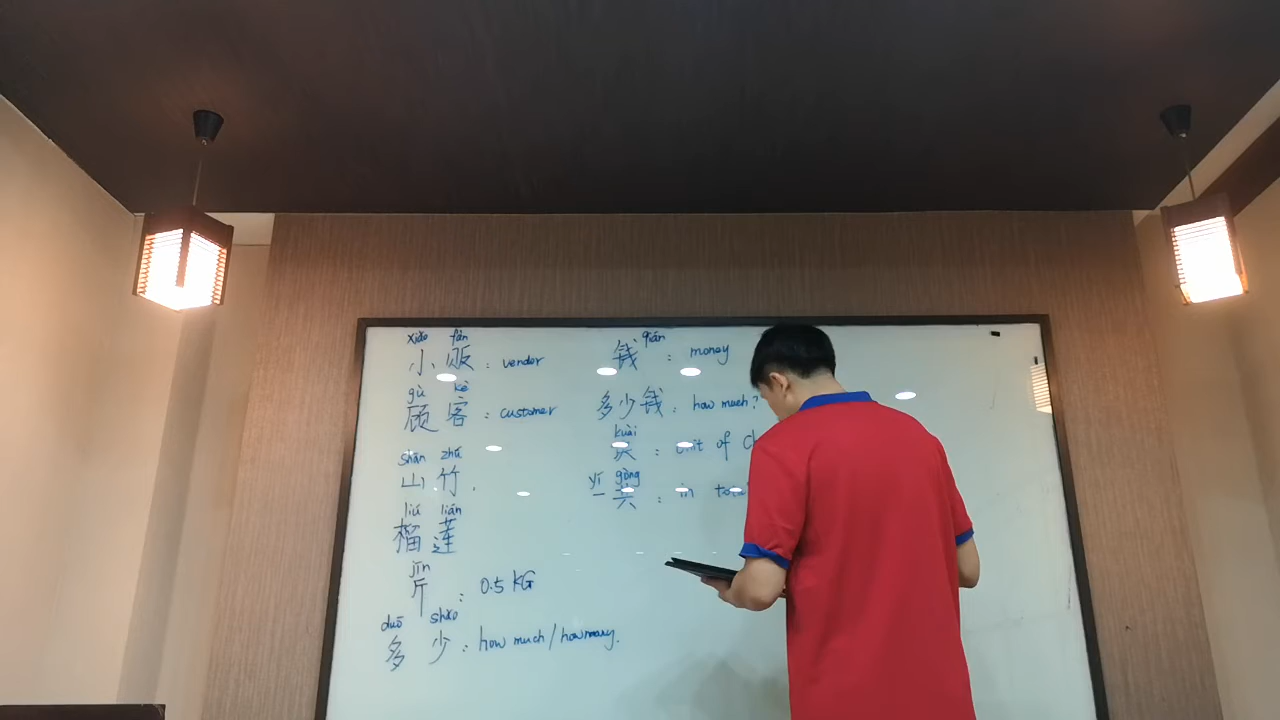 xiǎo fàn
小贩：vender
gù kè
顾客：customer
shān zhú
山竹.
liú lián
榴莲
jīn
斤：0.5 KG
duō shǎo
多少：how much/how many.
qián
钱：money
多少钱：how much?
kuài
块：unit of
yí gòng
一共：in